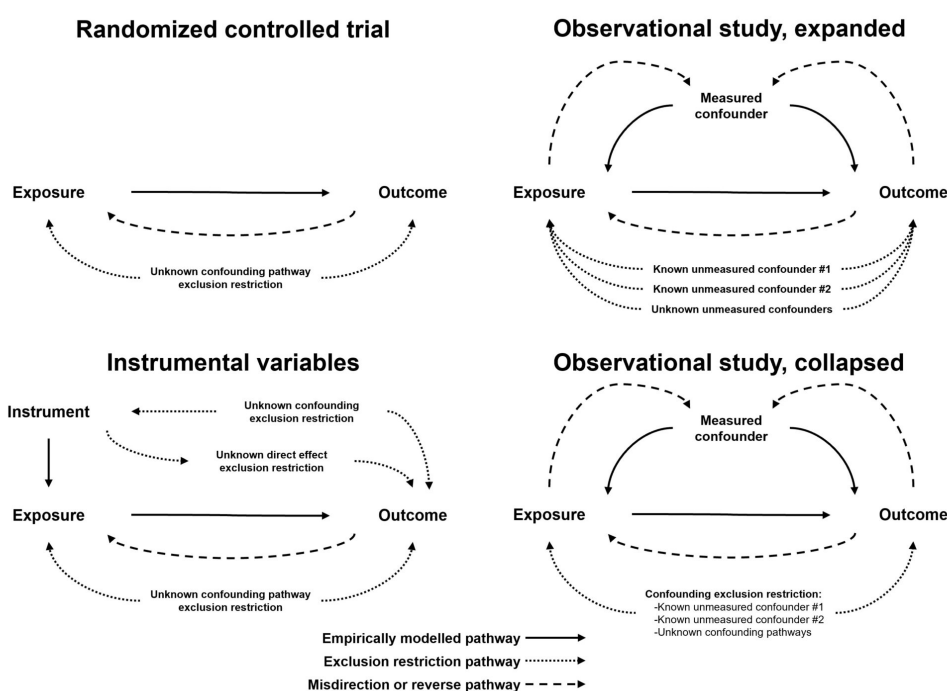 Randomized controlled trial
Exposure
Outcome
Unknown confounding pathway
exclusion restriction
Observational study, expanded
Measured
confounder
Exposure
Outcome
Known unmeasured confounder #1
Known unmeasured confounder #2
Unknown unmeasured confounders
Instrumental variables
Instrument
Unknown confounding
exclusion restriction
Unknown direct effect
exclusion restriction
Exposure
Outcome
Unknown confounding pathway
exclusion restriction
Observational study, collapsed
Measured
confounder
Exposure
Outcome
Confounding exclusion restriction:
-Known unmeasured confounder #1
-Known unmeasured confounder #2
-Unknown confounding pathways
Empirically modelled pathway
Exclusion restriction pathway
Misdirection or reverse pathway